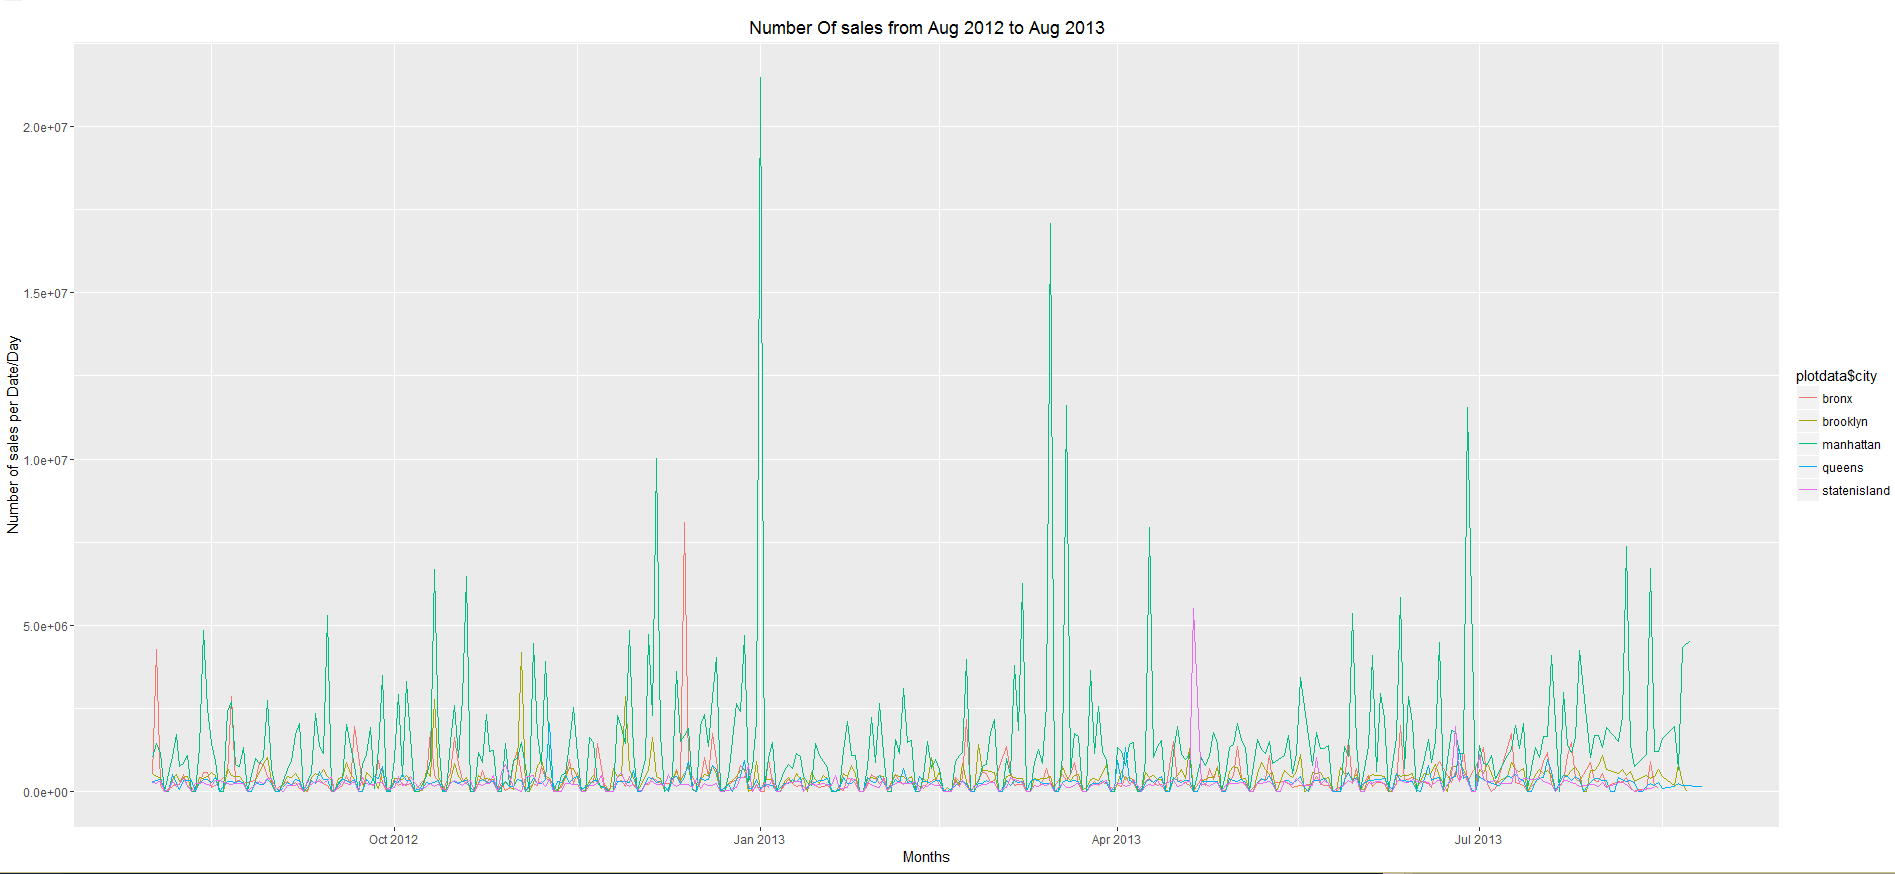 Number Of sales from Aug 2012 to Aug 2013
Number of sales per Date/Day
2.0e+07
1.5e+07
1.0e+07
5.0e+06
0.0e+00
Oct 2012
Jan 2013
Apr 2013
Jul 2013
Months
plotdata$city
bronx
brooklyn
manhattan
queens
statenisland